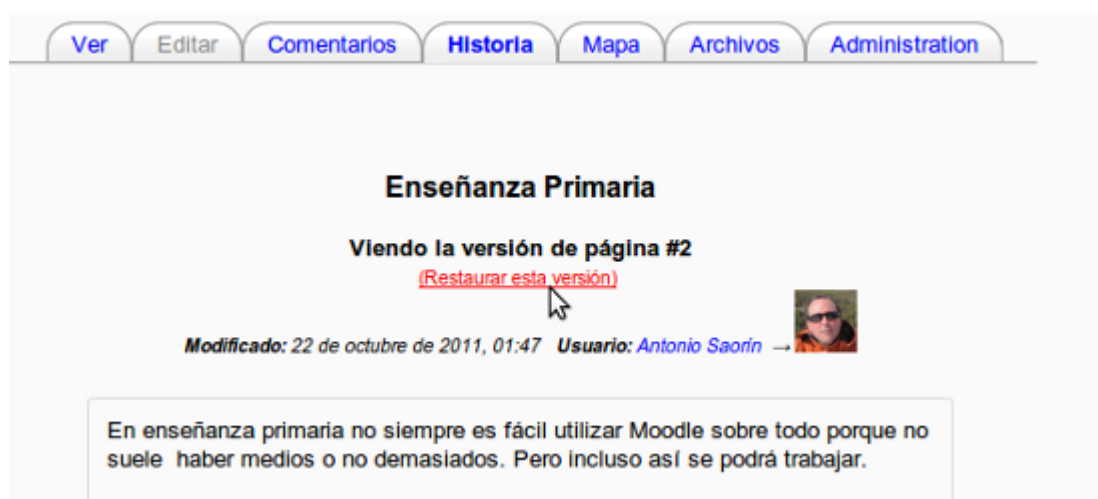 Ver Editar Comentarios HIstoria Mapa Archivos Administration
Enseñanza Primaria
Viendo la versión de página #2
(Restaurar esta versión)
Modificado: 22 de octubre de 2011, 01:47 Usuario: Antonio Saorín →
En enseñanza primaria no siempre es fácil utilizar Moodle sobre todo porque no
suele haber medios o no demasiados. Pero incluso así se podrá trabajar.